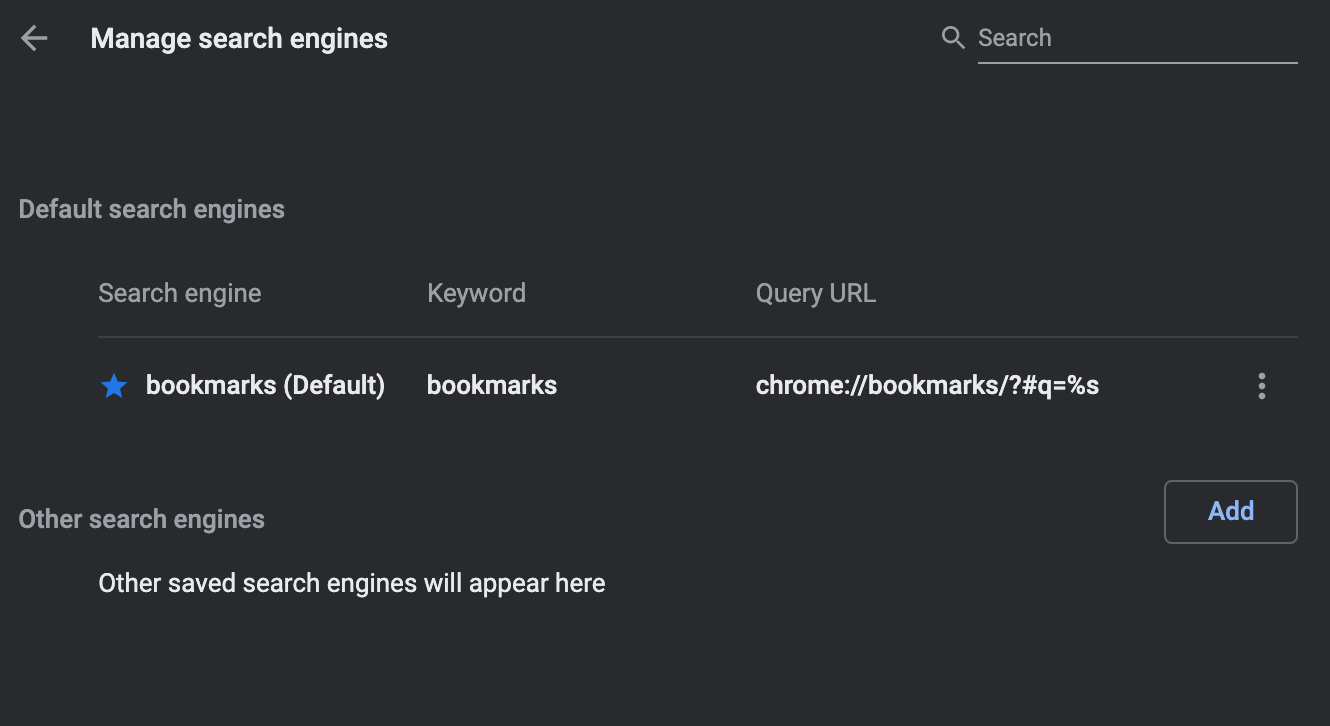 Manage search engines
Search
Default search engines
Search engine Keyword Query URL
bookmarks (Default) bookmarks chrome://bookmarks/?#q=%s
Other search engines
Add
Other saved search engines will appear here